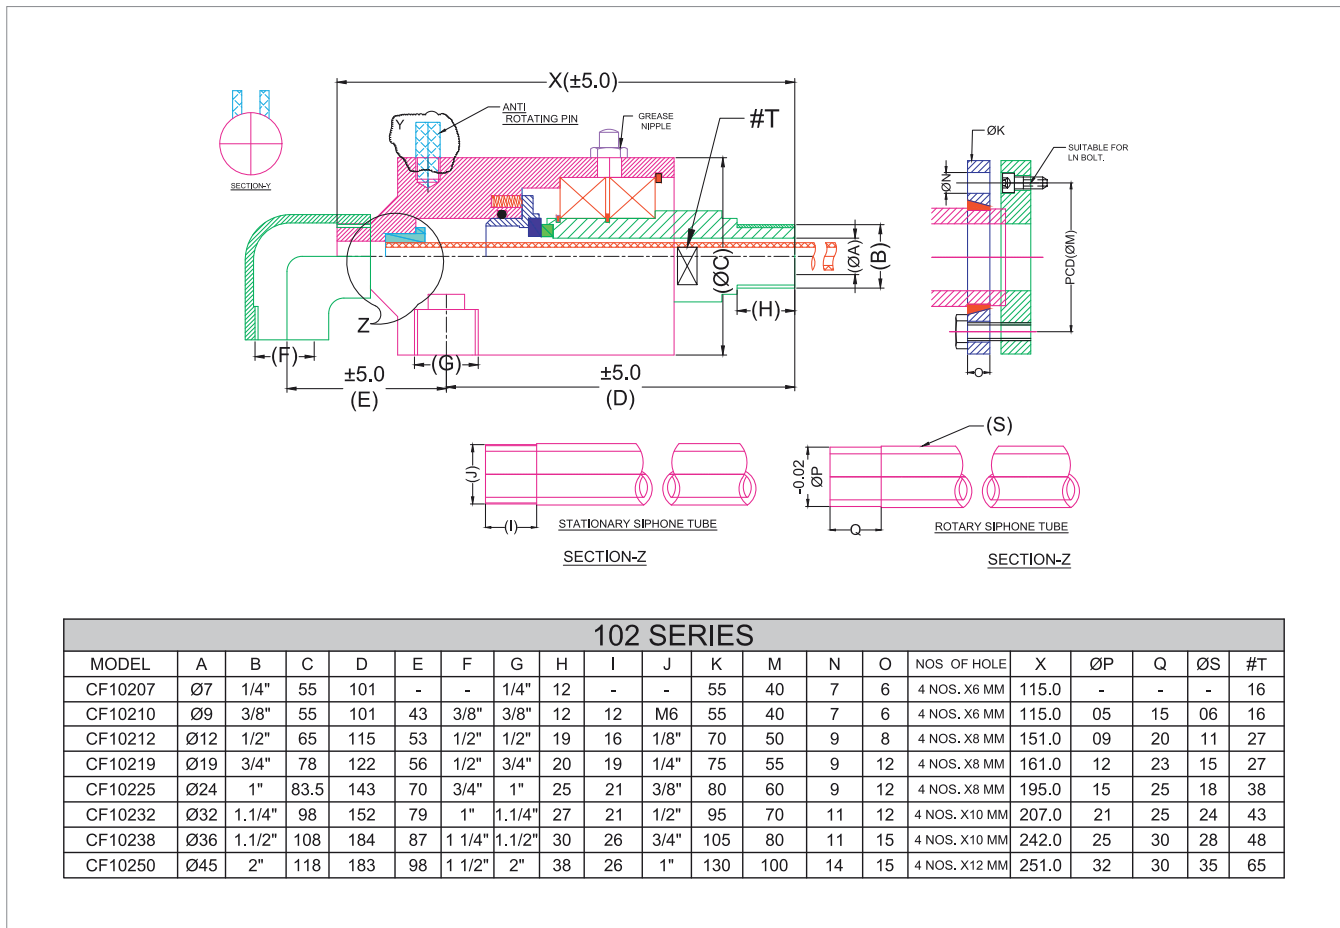 X(±5.0)
ANTI
ROTATING PIN
GREASE
NIPPLE
#T
Y
SECTION-Y
ØK
SUITABLE FOR
LN BOLT.
ØN
PCD(ØM)
O
(ØC)
(ØA)
(B)
(H)
Z
(F)
(G)
±5.0
(E)
±5.0
(D)
(J)
(I)
STATIONARY SIPHONE TUBE
SECTION-Z
(S)
-0.02
ØP
Q
ROTARY SIPHONE TUBE
SECTION-Z
102 SERIES
MODEL A B C D E F G H I J K M N O NOS OF HOLE X ØP Q ØS #T
CF10207 Ø7 1/4" 55 101 - - 1/4" 12 - - 55 40 7 6 4 NOS. X6 MM 115.0 - - - 16
CF10210 Ø9 3/8" 55 101 43 3/8" 3/8" 12 12 M6 55 40 7 6 4 NOS. X6 MM 115.0 05 15 06 16
CF10212 Ø12 1/2" 65 115 53 1/2" 1/2" 19 16 1/8" 70 50 9 8 4 NOS. X8 MM 151.0 09 20 11 27
CF10219 Ø19 3/4" 78 122 56 1/2" 3/4" 20 19 1/4" 75 55 9 12 4 NOS. X8 MM 161.0 12 23 15 27
CF10225 Ø24 1" 83.5 143 70 3/4" 1" 25 21 3/8" 80 60 9 12 4 NOS. X8 MM 195.0 15 25 18 38
CF10232 Ø32 1.1/4" 98 152 79 1" 1.1/4" 27 21 1/2" 95 70 11 12 4 NOS. X10 MM 207.0 21 25 24 43
CF10238 Ø36 1.1/2" 108 184 87 1 1/4" 1.1/2" 30 26 3/4" 105 80 11 15 4 NOS. X10 MM 242.0 25 30 28 48
CF10250 Ø45 2" 118 183 98 1 1/2" 2" 38 26 1" 130 100 14 15 4 NOS. X12 MM 251.0 32 30 35 65